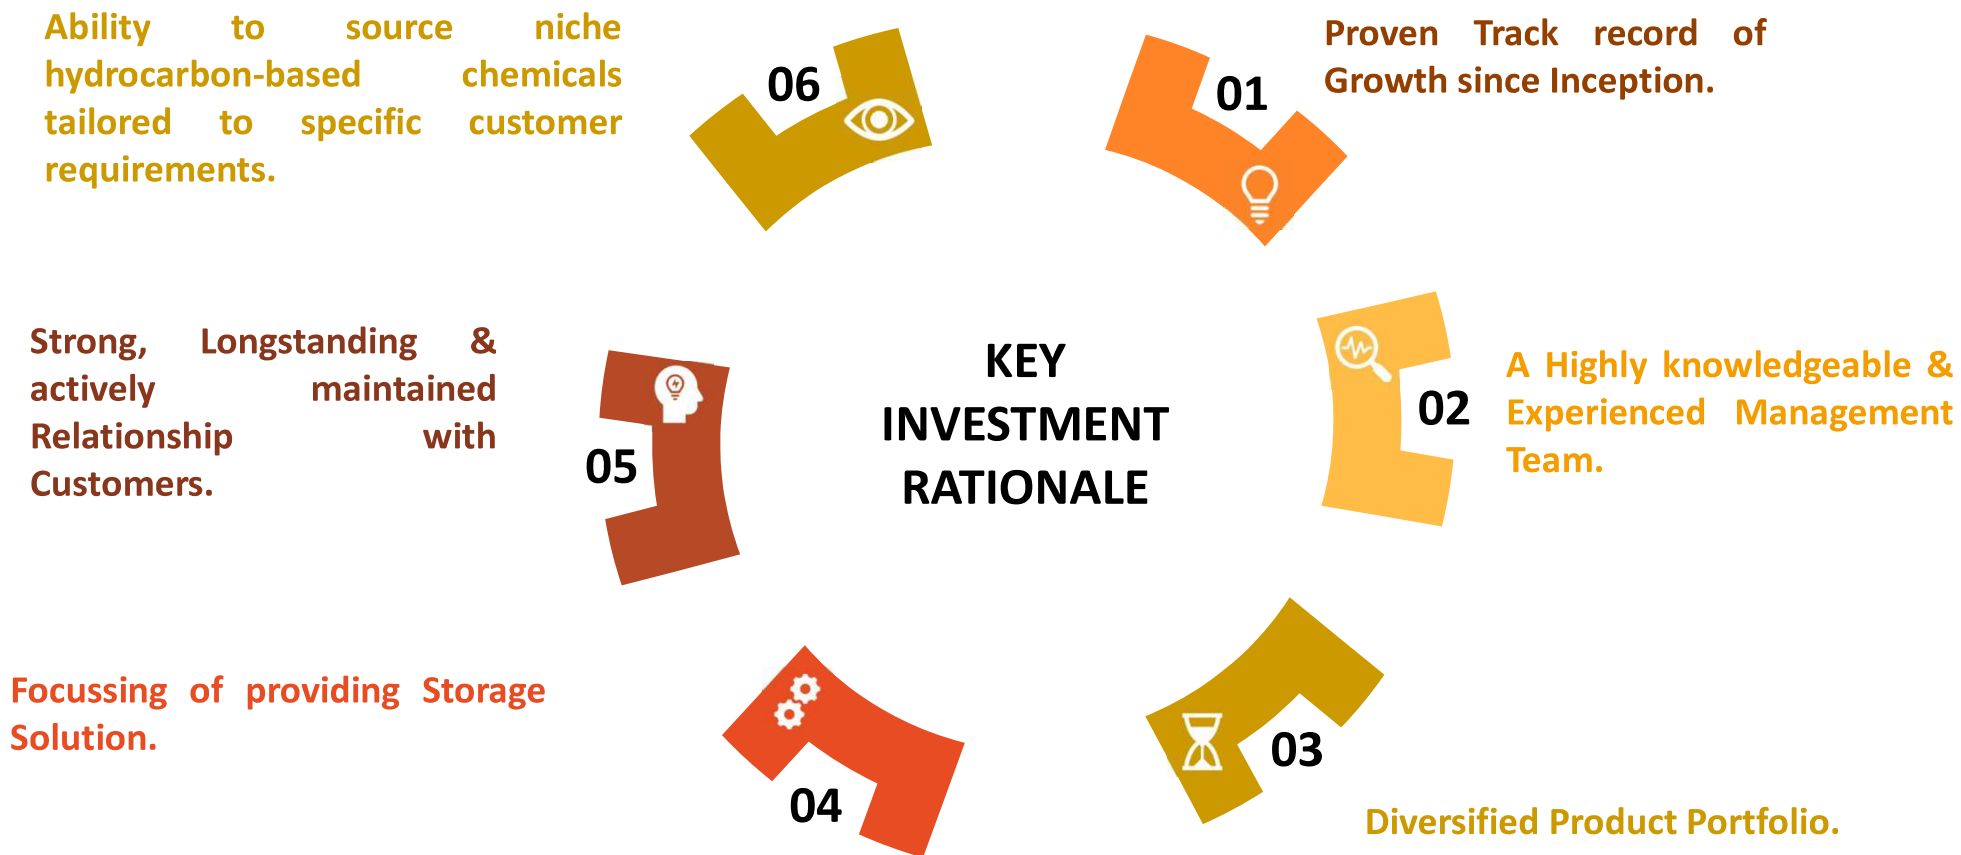 KEY
INVESTMENT
RATIONALE
01
Proven Track record of
Growth since Inception.
02
A Highly knowledgeable &
Experienced Management
Team.
03
Diversified Product Portfolio.
04
Focussing of providing Storage
Solution.
05
Strong, Longstanding &
actively maintained
Relationship with
Customers.
06
Ability to source niche
hydrocarbon-based chemicals
tailored to specific customer
requirements.